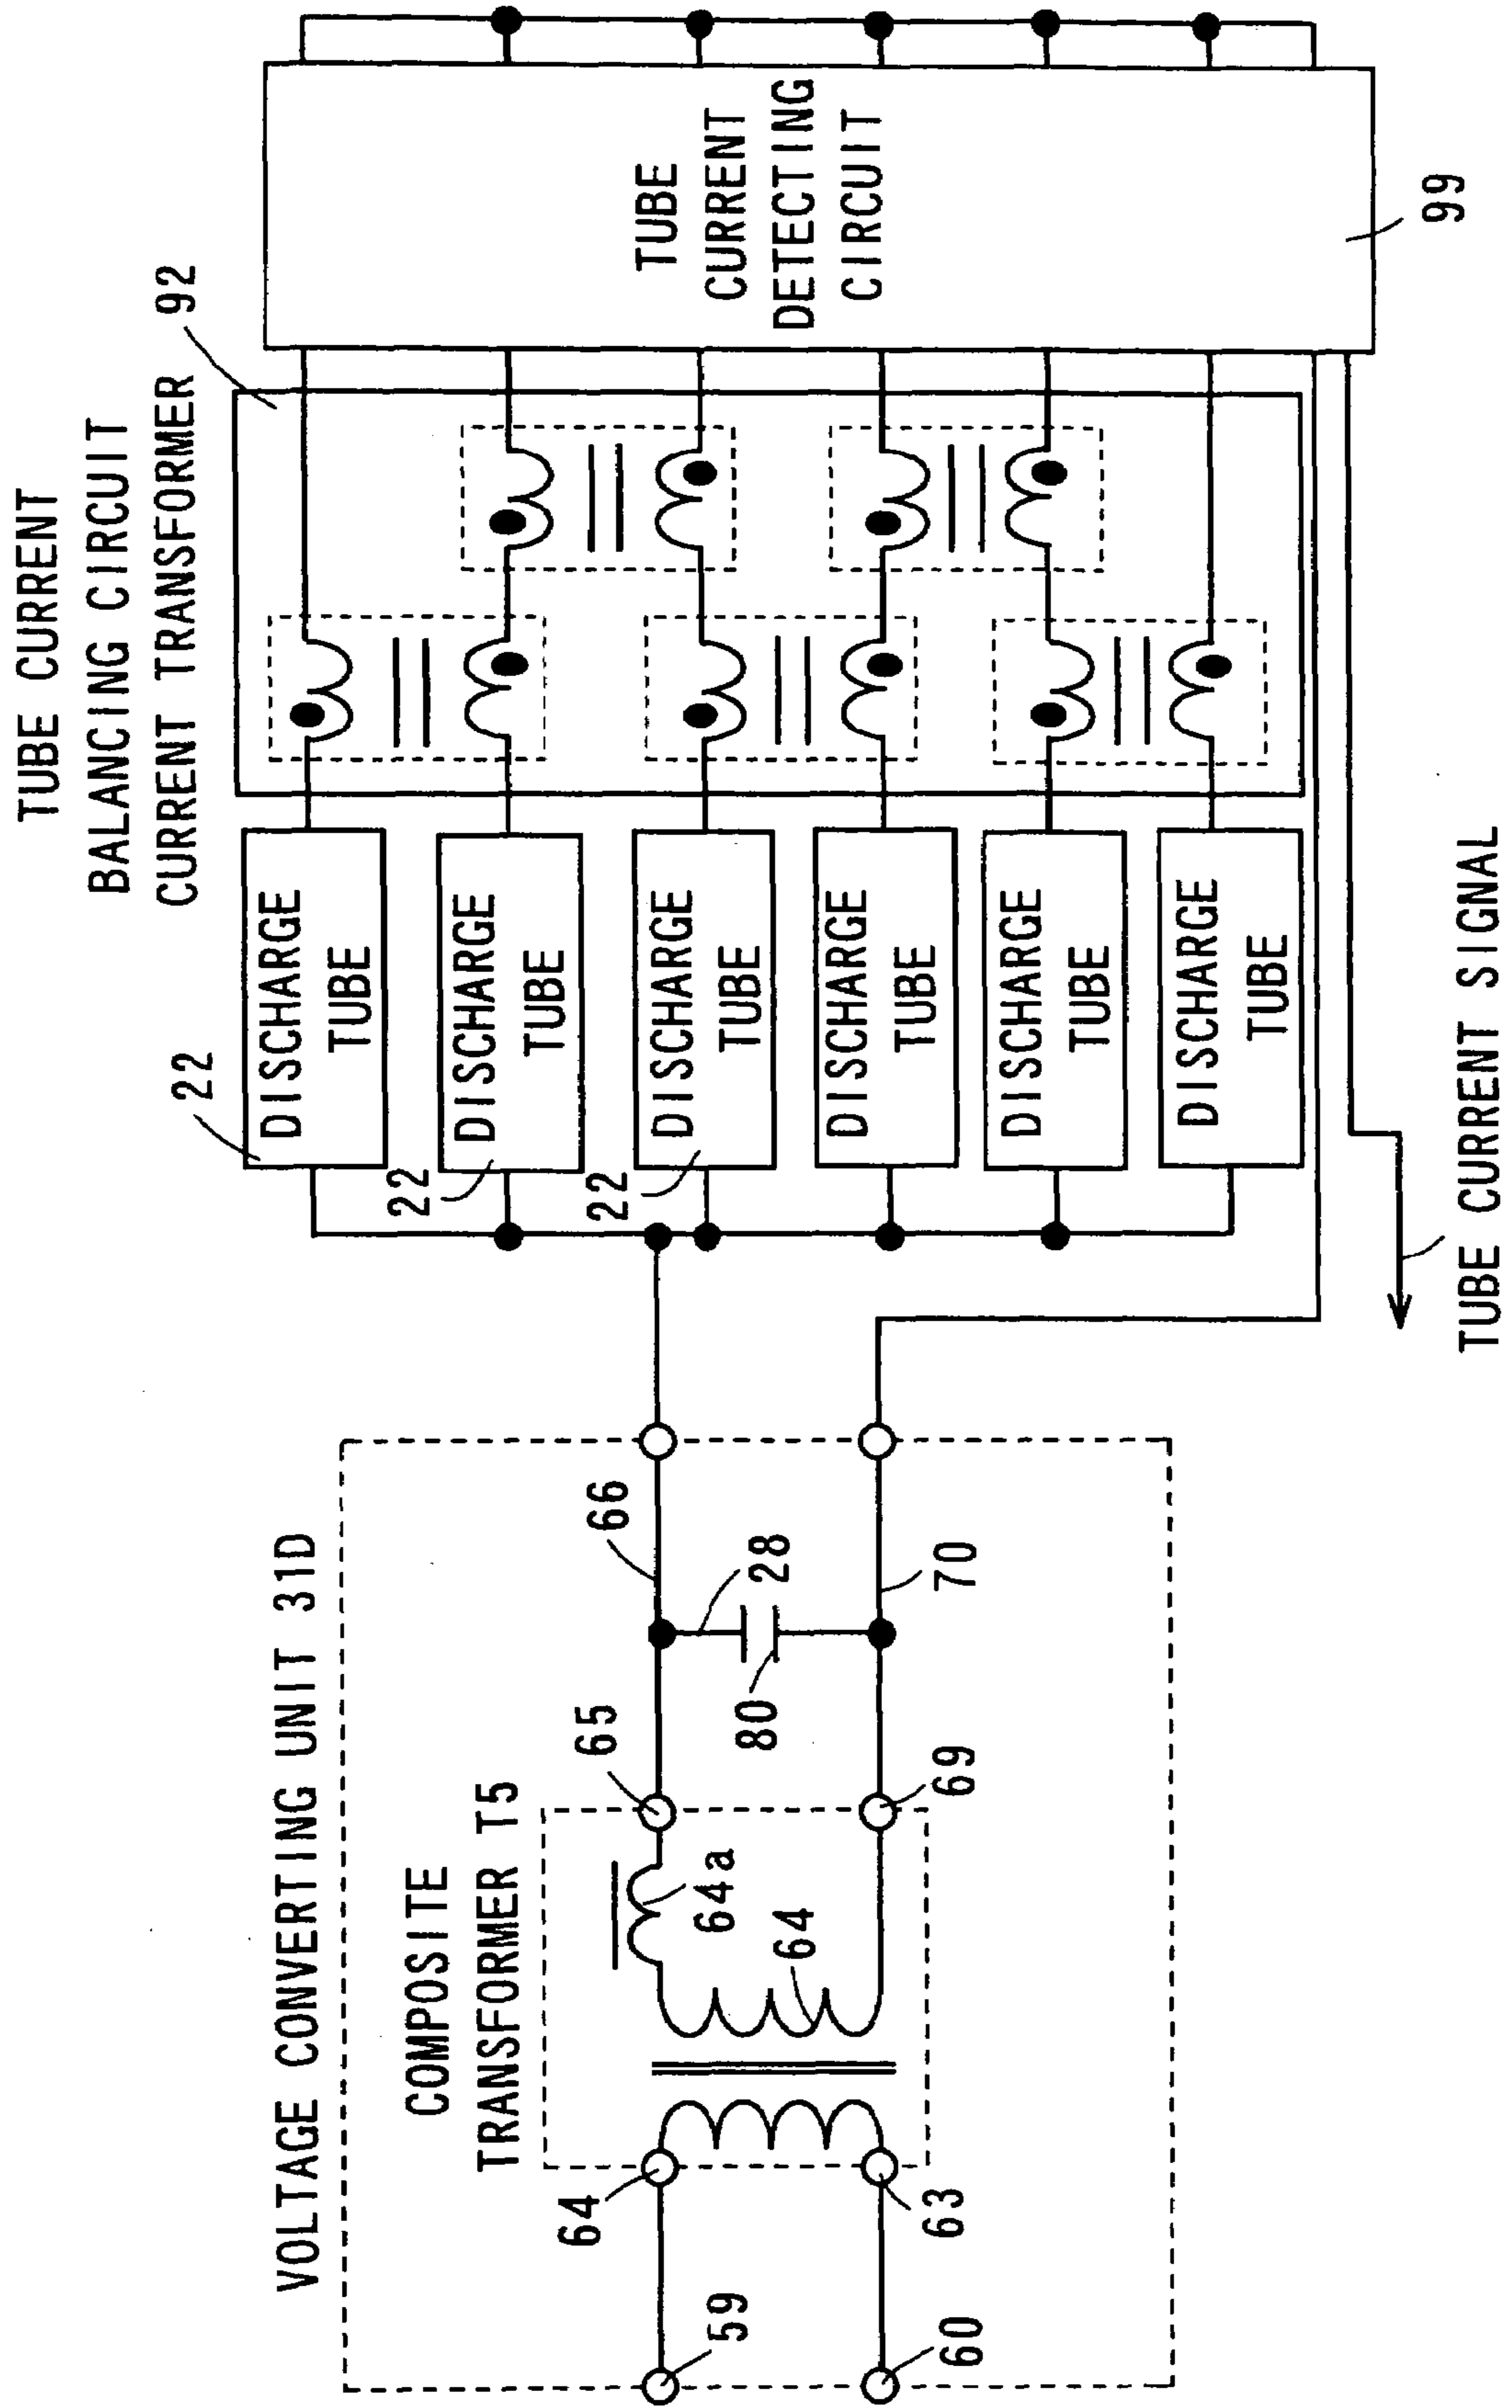 VOLTAGE CONVERTING UNIT 31D
COMPOSITE
TRANSFORMER T5
59
60
64
63
64
64a
65
69
80
28
66
70
TUBE CURRENT
BALANCING CIRCUIT
CURRENT TRANSFORMER 92
22
DISCHARGE
TUBE
22
DISCHARGE
TUBE
22
DISCHARGE
TUBE
DISCHARGE
TUBE
DISCHARGE
TUBE
DISCHARGE
TUBE
TUBE
CURRENT
DETECTING
CIRCUIT
99
TUBE CURRENT SIGNAL